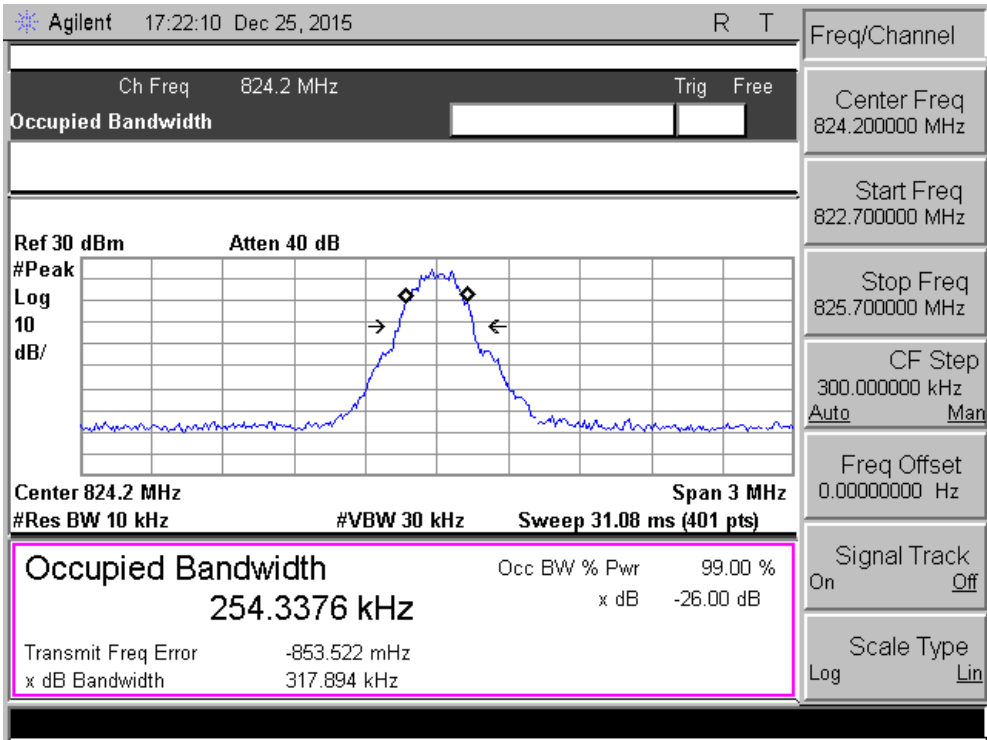 Agilent 17:22:10 Dec 25, 2015 R T
Ch Freq 824.2 MHz Trig Free
Occupied Bandwidth
Ref 30 dBm Atten 40 dB
#Peak
Log
10
dB/
Center 824.2 MHz Span 3 MHz
#Res BW 10 kHz #VBW 30 kHz Sweep 31.08 ms (401 pts)
Occupied Bandwidth Occ BW % Pwr 99.00 %
254.3376 kHz x dB -26.00 dB
Transmit Freq Error -853.522 mHz
x dB Bandwidth 317.894 kHz
Freq/Channel
Center Freq
824.200000 MHz
Start Freq
822.700000 MHz
Stop Freq
825.700000 MHz
CF Step
300.000000 kHz
Auto Man
Freq Offset
0.00000000 Hz
Signal Track
On Off
Scale Type
Log Lin